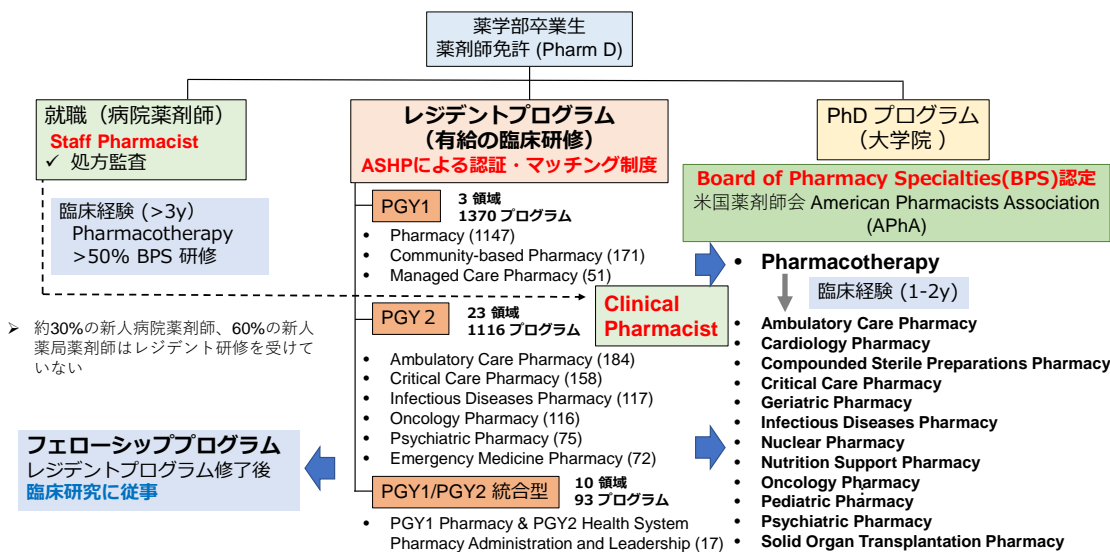 薬学部卒業生
薬剤師免許 (Pharm D)
就職（病院薬剤師）
Staff Pharmacist
✓ 処方監査
臨床経験 (>3y)
Pharmacotherapy
>50% BPS 研修
➢ 約30%の新人病院薬剤師、60%の新人
薬局薬剤師はレジデント研修を受けて
いない
フェローシッププログラム
レジデントプログラム修了後
臨床研究に従事
レジデントプログラム
（有給の臨床研修）
ASHPによる認証・マッチング制度
PGY1
3 領域
1370 プログラム
• Pharmacy (1147)
• Community-based Pharmacy (171)
• Managed Care Pharmacy (51)
Clinical
Pharmacist
PGY 2
23 領域
1116 プログラム
• Ambulatory Care Pharmacy (184)
• Critical Care Pharmacy (158)
• Infectious Diseases Pharmacy (117)
• Oncology Pharmacy (116)
• Psychiatric Pharmacy (75)
• Emergency Medicine Pharmacy (72)
PGY1/PGY2 統合型
10 領域
93 プログラム
• PGY1 Pharmacy & PGY2 Health System
Pharmacy Administration and Leadership (17)
PhD プログラム
（大学院 ）
Board of Pharmacy Specialties(BPS)認定
米国薬剤師会 American Pharmacists Association
(APhA)
• Pharmacotherapy
臨床経験 (1-2y)
• Ambulatory Care Pharmacy
• Cardiology Pharmacy
• Compounded Sterile Preparations Pharmacy
• Critical Care Pharmacy
• Geriatric Pharmacy
• Infectious Diseases Pharmacy
• Nuclear Pharmacy
• Nutrition Support Pharmacy
• Oncology Pharmacy
• Pediatric Pharmacy
• Psychiatric Pharmacy
• Solid Organ Transplantation Pharmacy